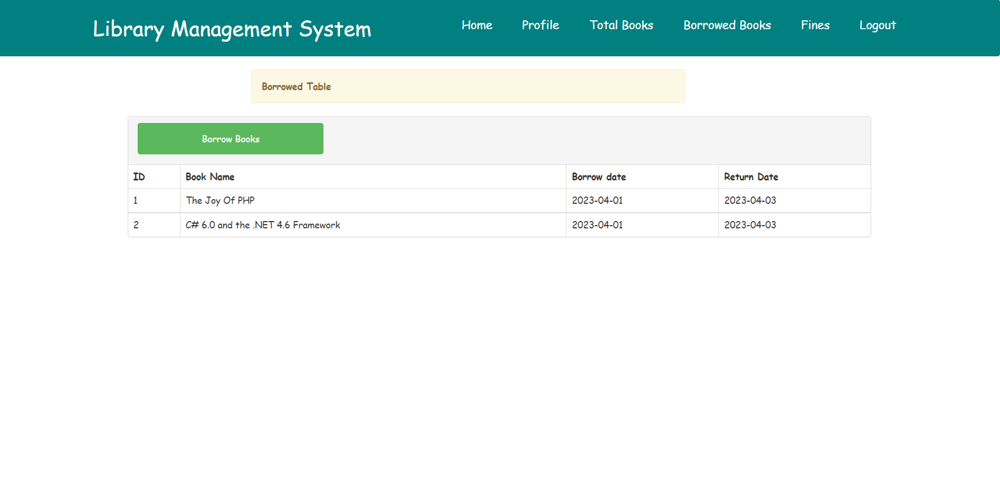 Library Management System Home Profile Total Books Borrowed Books Fines Logout
Borrowed Table
Borrow Books
ID Book Name Borrow date Return Date
1 The Joy Of PHP 2023-04-01 2023-04-03
2 C# 6.0 and the .NET 4.6 Framework 2023-04-01 2023-04-03